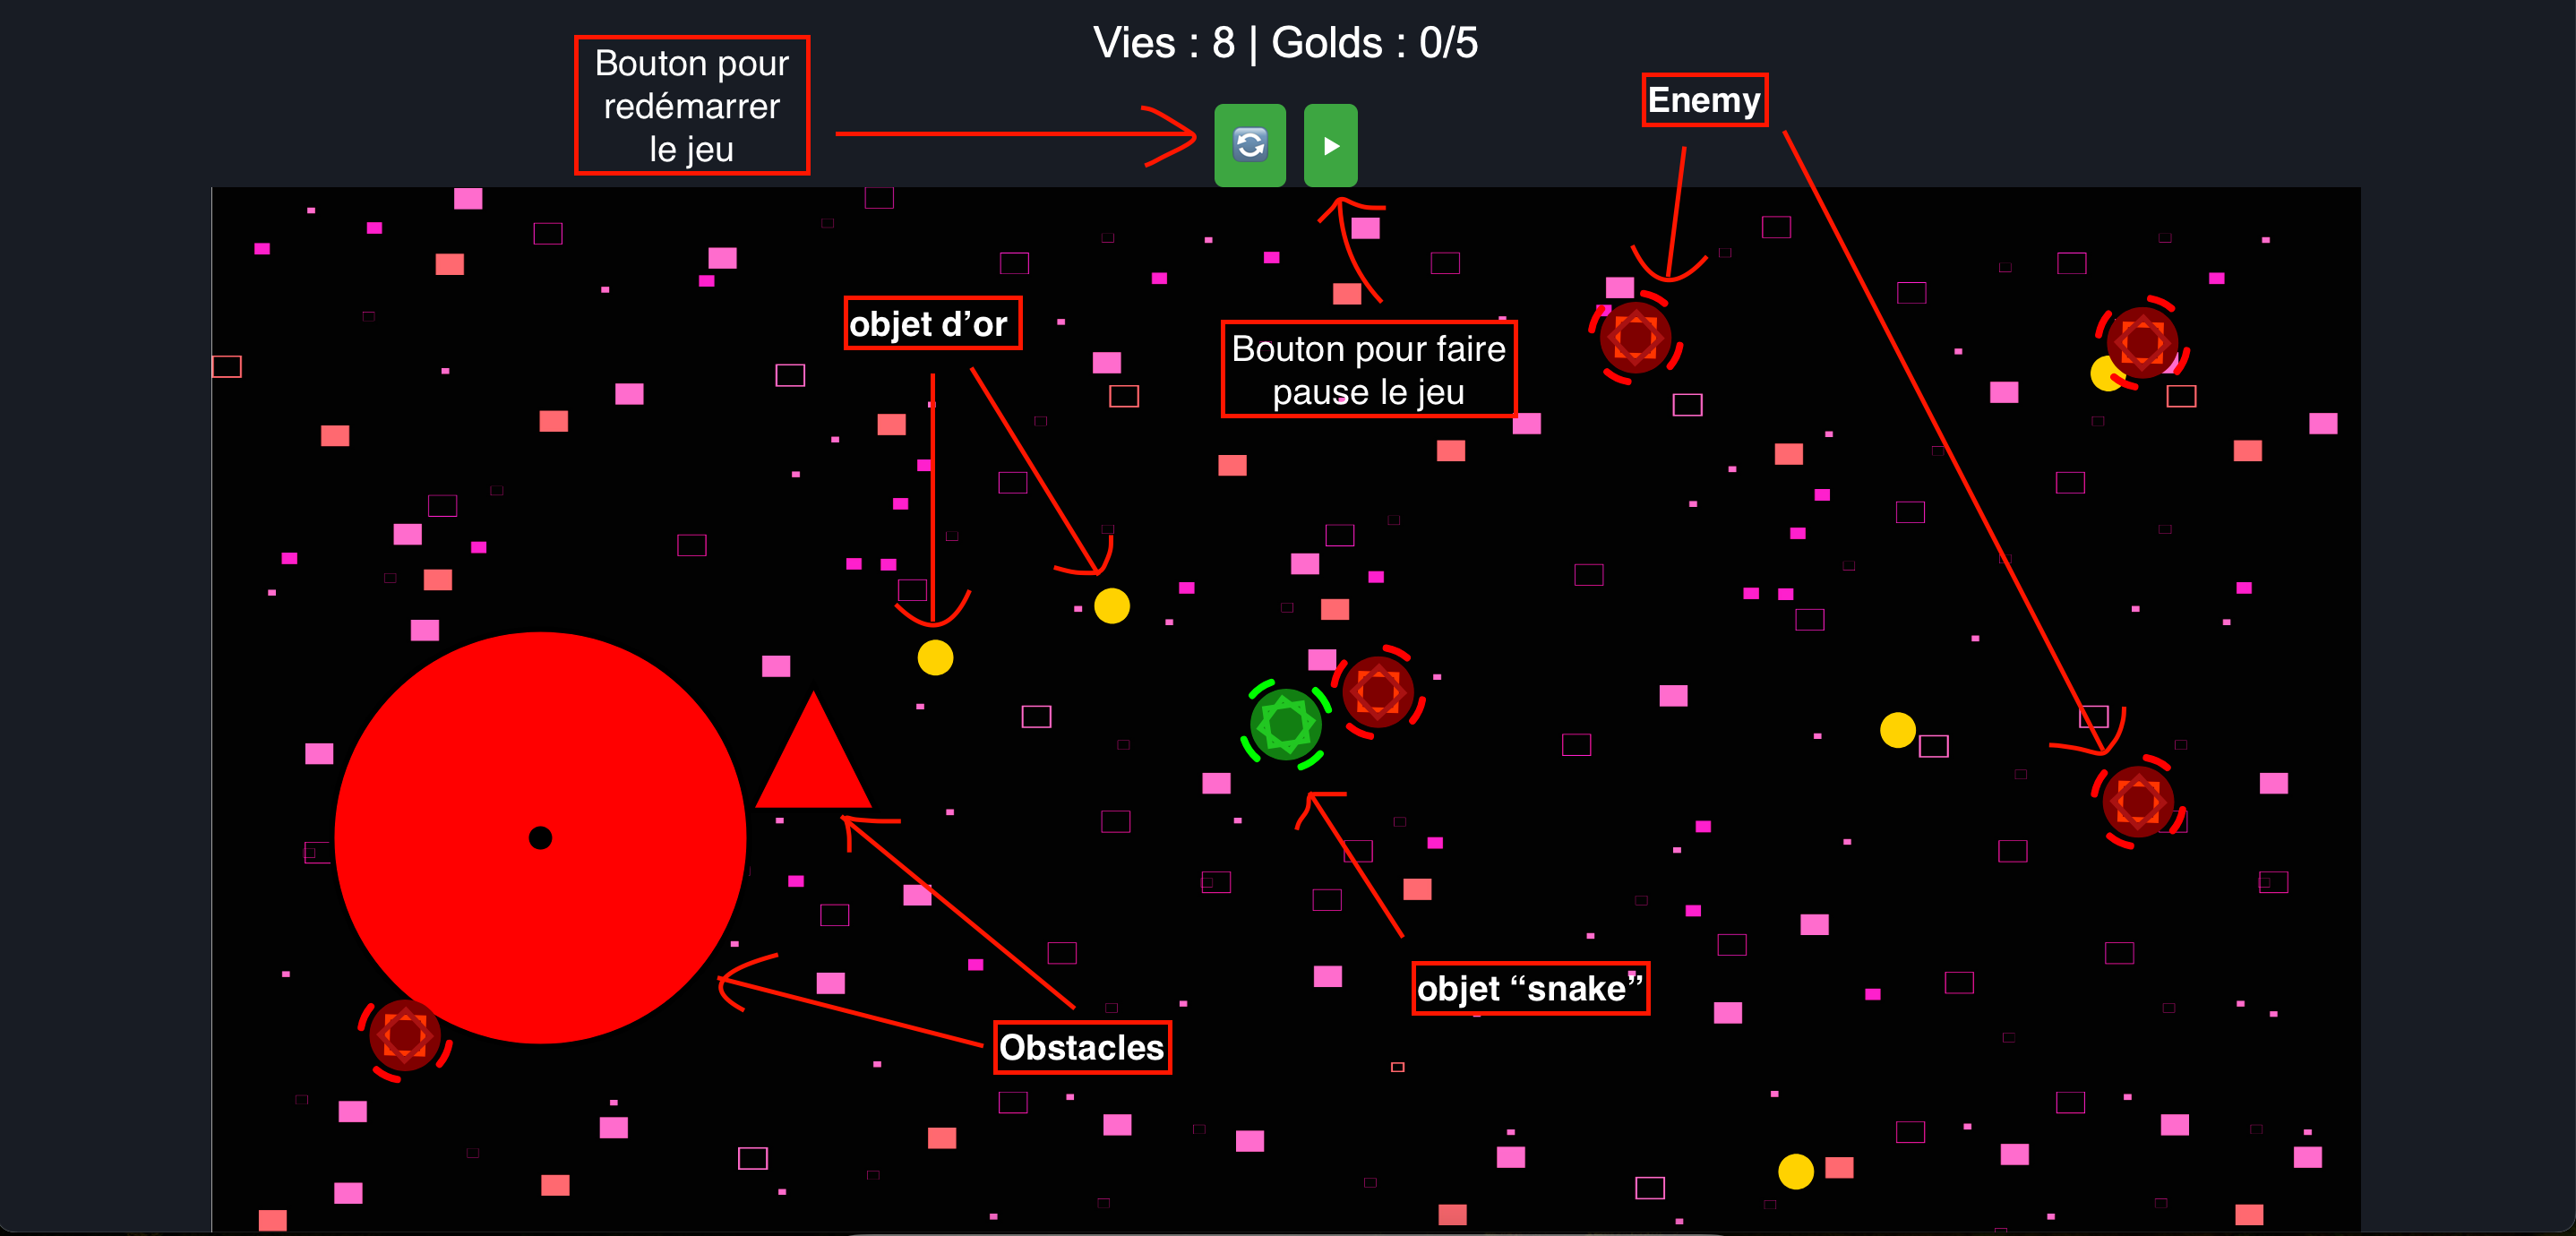 Vies : 8 | Golds : 0/5
Bouton pour
redémarrer
le jeu
Enemy
objet d’or
Bouton pour faire
pause le jeu
objet “snake”
Obstacles